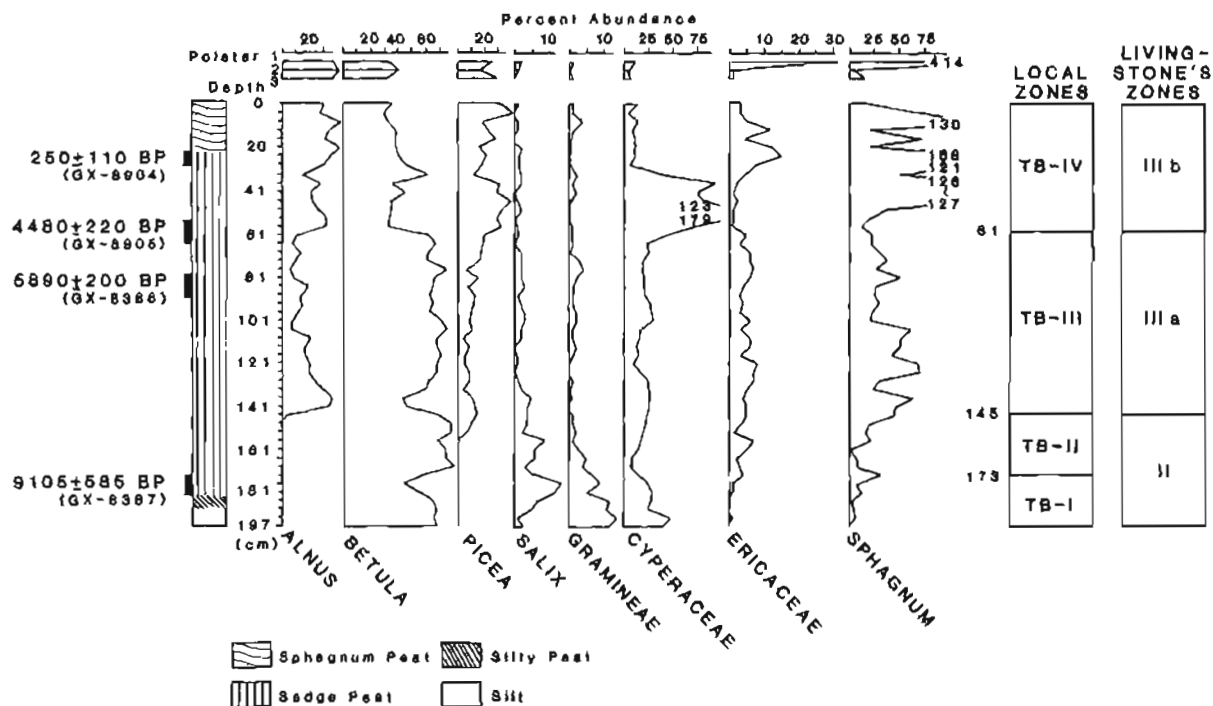 Percent Abundance
20 20 40 60 20 10 10 25 50 75 10 20 30 25 50 75
Polster 1
2
3
414
Depth
LOCAL ZONES
LIVING-STONE'S ZONES
0
20
41
61
81
101
121
141
161
181
197
(cm)
250±110 BP
(GX-8904)
4480±220 BP
(GX-8905)
5890±200 BP
(GX-8386)
9105±585 BP
(GX-8387)
123
179
130
121
126
127
61
145
173
TB-IV
TB-III
TB-II
TB-I
III b
III a
II
ALNUS
BETULA
PICEA
SALIX
GRAMINEAE
CYPERACEAE
ERICACEAE
SPHAGNUM
Sphagnum Peat
Silty Peat
Sedge Peat
Silt